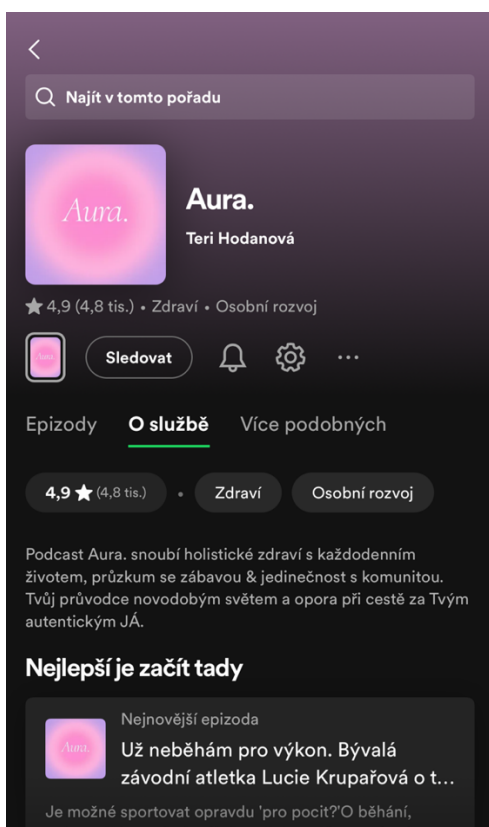 Najít v tomto pořadu
Aura.
Aura.
Teri Hodanová
4,9 (4,8 tis.) • Zdraví • Osobní rozvoj
Aura.
Sledovat
Epizody
O službě
Více podobných
4,9 ★ (4,8 tis.)
•
Zdraví
Osobní rozvoj
Podcast Aura. snoubí holistické zdraví s každodenním
životem, průzkum se zábavou & jedinečnost s komunitou.
Tvůj průvodce novodobým světem a opora při cestě za Tvým
autentickým JÁ.
Nejlepší je začít tady
Aura.
Nejnovější epizoda
Už neběhám pro výkon. Bývalá
závodní atletka Lucie Krupařová o t...
Je možné sportovat opravdu 'pro pocit?'O běhání,